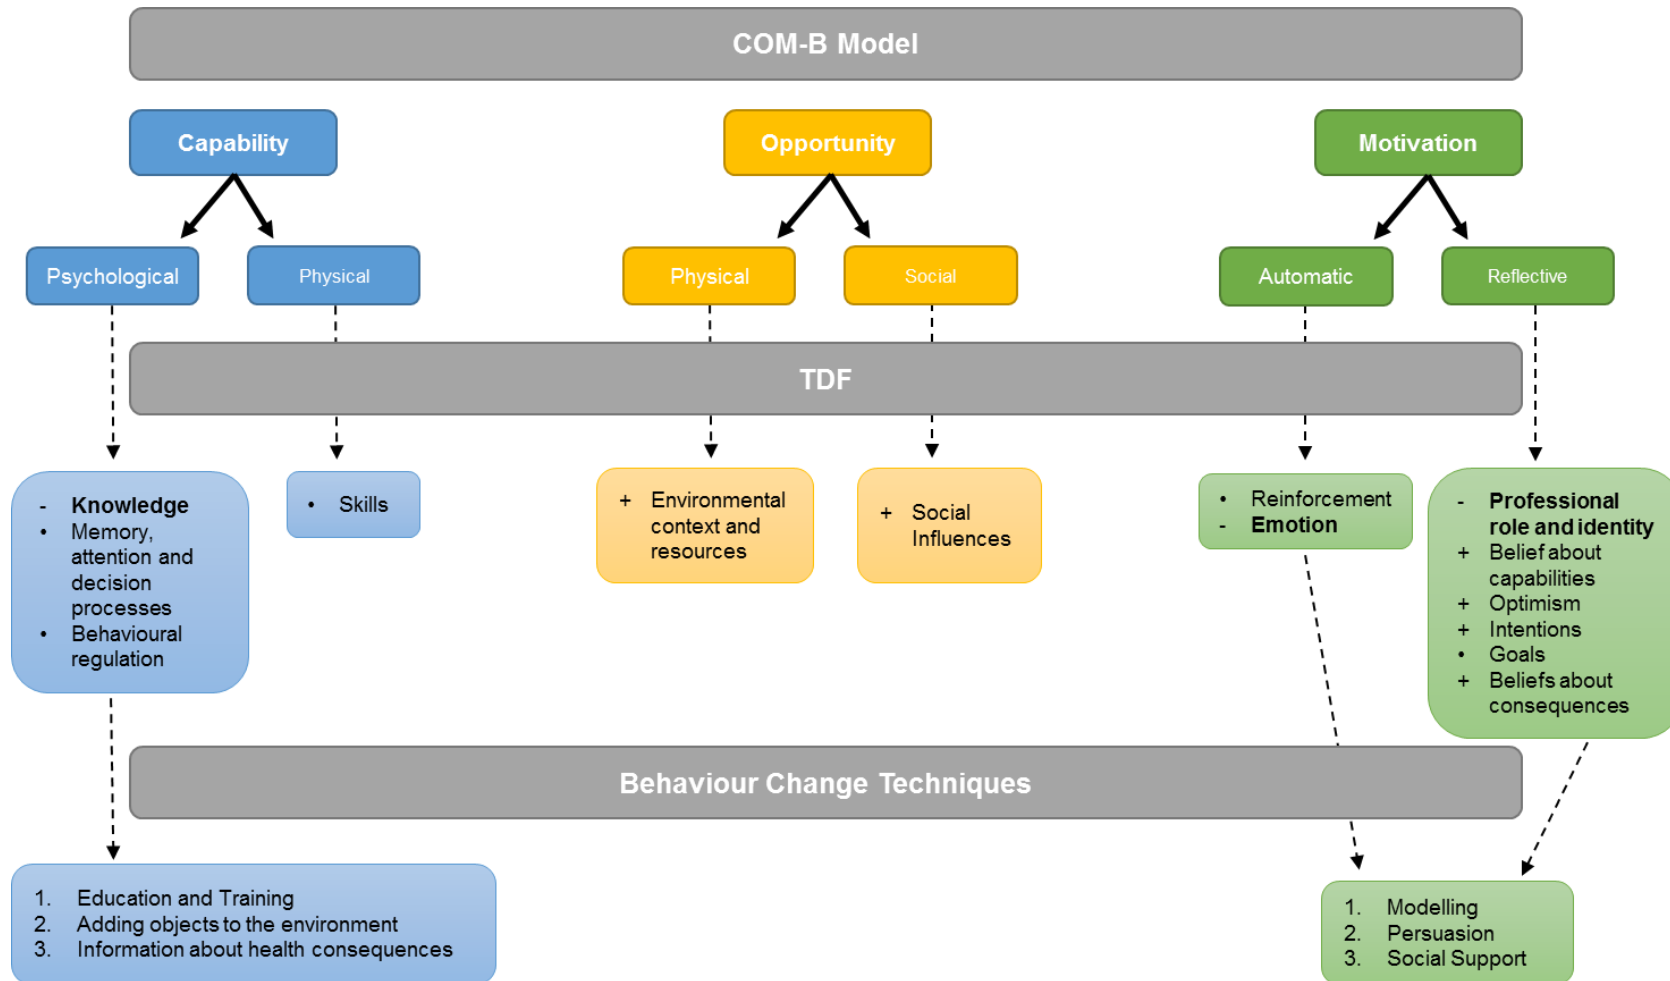 COM-B Model
Capability
Opportunity
Motivation
Psychological
Physical
Physical
Social
Automatic
Reflective
TDF
- Knowledge
• Memory,
attention and
decision
processes
• Behavioural
regulation
• Skills
+ Environmental
context and
resources
+ Social
Influences
• Reinforcement
- Emotion
- Professional
role and identity
+ Belief about
capabilities
+ Optimism
+ Intentions
• Goals
+ Beliefs about
consequences
Behaviour Change Techniques
1. Education and Training
2. Adding objects to the environment
3. Information about health consequences
1. Modelling
2. Persuasion
3. Social Support